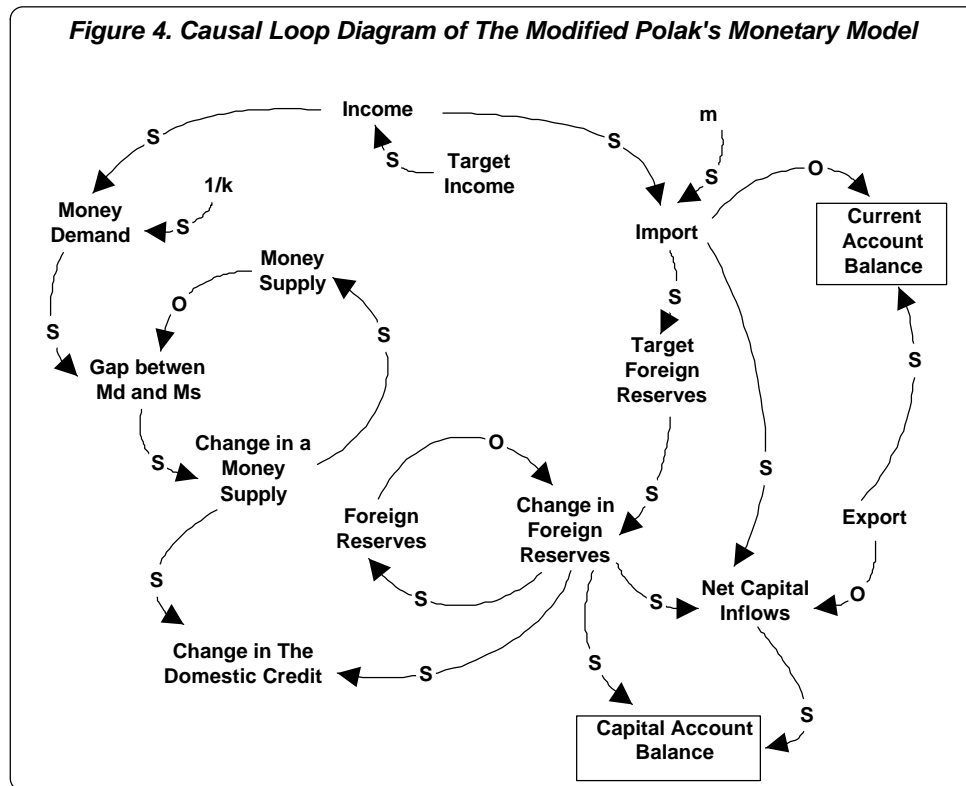 Figure 4. Causal Loop Diagram of The Modified Polak's Monetary Model
Income
m
S
S
S
Target
Income
S
O
1/k
Money
Demand
S
Import
Current
Account
Balance
Money
Supply
O
S
S
S
Target
Foreign
Reserves
S
Gap betwen
Md and Ms
S
Change in a
Money
Supply
O
S
S
Foreign
Reserves
Change in
Foreign
Reserves
Export
S
S
S
Net Capital
Inflows
O
Change in The
Domestic Credit
S
S
S
Capital Account
Balance